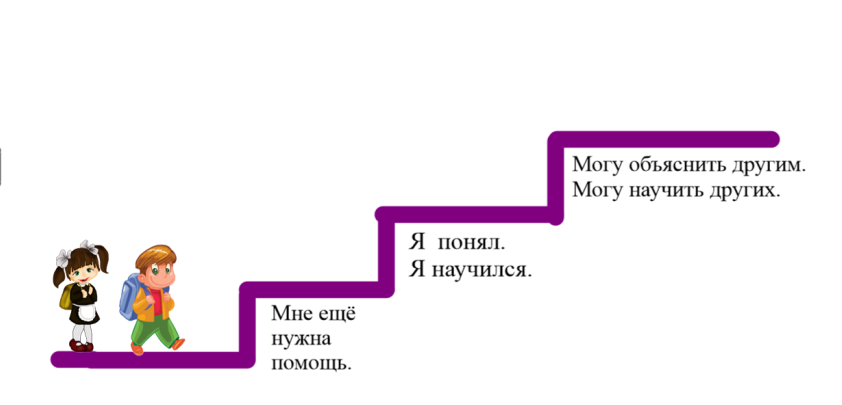 Могу объяснить другим.
Могу научить других.
Я понял.
Я научился.
Мне ещё
нужна
помощь.